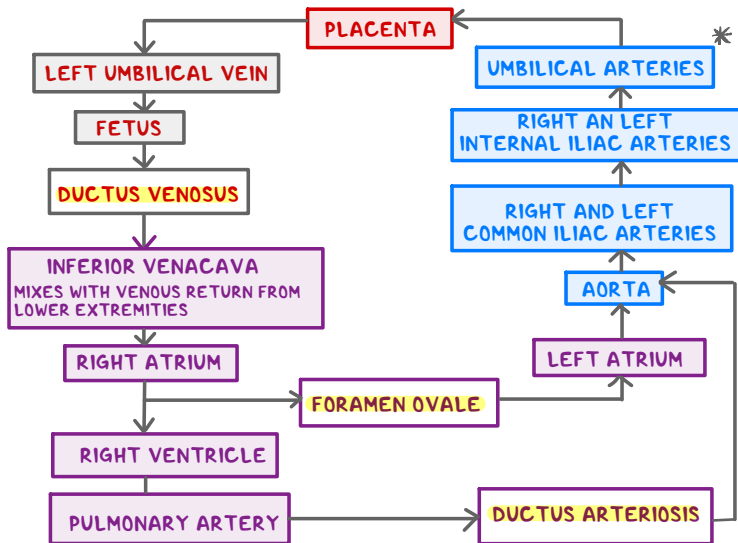 PLACENTA
LEFT UMBILICAL VEIN
FETUS
DUCTUS VENOSUS
INFERIOR VENACAVA
MIXES WITH VENOUS RETURN FROM
LOWER EXTREMITIES
RIGHT ATRIUM
FORAMEN OVALE
RIGHT VENTRICLE
PULMONARY ARTERY
DUCTUS ARTERIOSIS
LEFT ATRIUM
AORTA
RIGHT AND LEFT
COMMON ILIAC ARTERIES
RIGHT AN LEFT
INTERNAL ILIAC ARTERIES
UMBILICAL ARTERIES
*